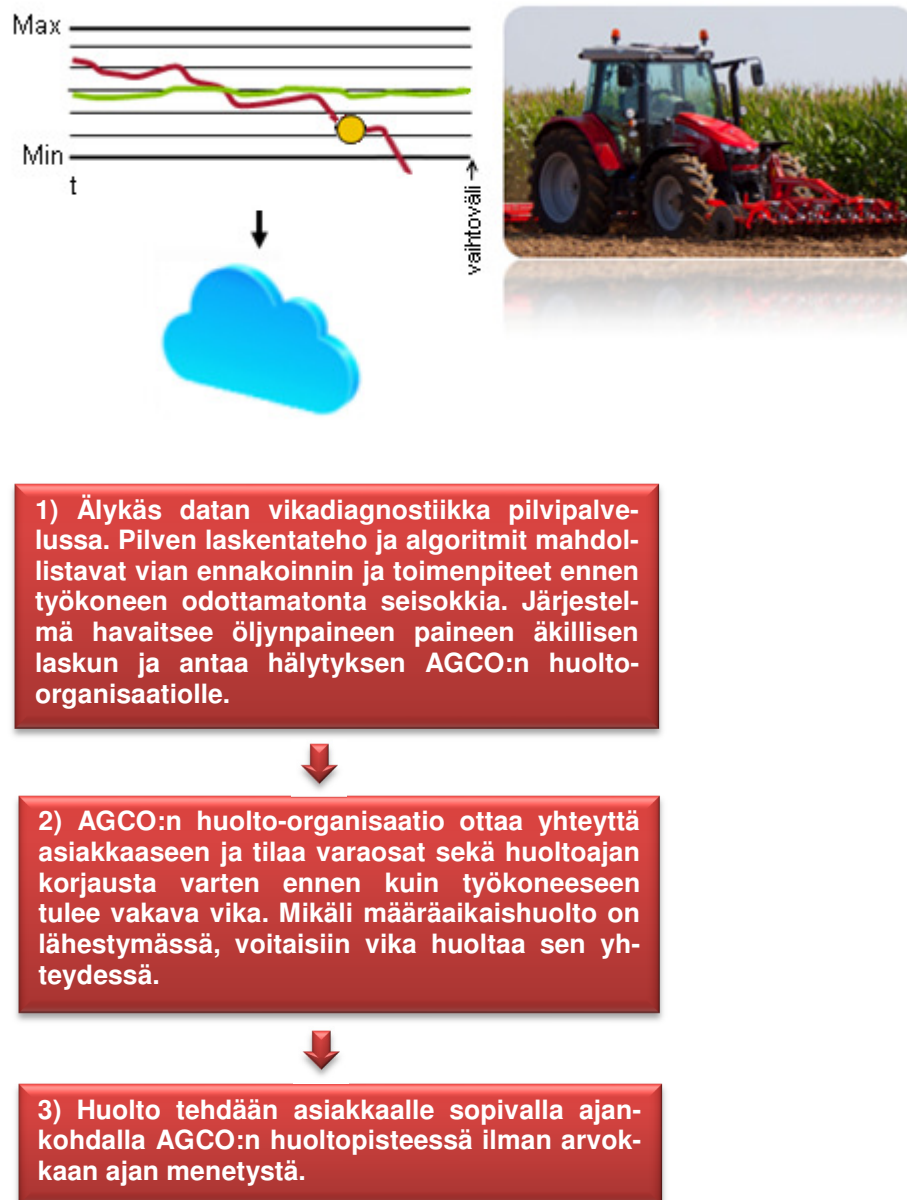 Max
Min
t
vaihtoväli
1) Älykäs datan vikadiagnostiikka pilvipalve-
lussa. Pilven laskentateho ja algoritmit mahdol-
listavat vian ennakoinnin ja toimenpiteet ennen
työkoneen odottamatonta seisokkia. Järjestel-
mä havaitsee öljynpaineen paineen äkillisen
laskun ja antaa hälytyksen AGCO:n huolto-
organisaatiolle.
2) AGCO:n huolto-organisaatio ottaa yhteyttä
asiakkaaseen ja tilaa varaosat sekä huoltoajan
korjausta varten ennen kuin työkoneeseen
tulee vakava vika. Mikäli määräaikaishuolto on
lähestymässä, voitaisiin vika huoltaa sen yh-
teydessä.
3) Huolto tehdään asiakkaalle sopivalla ajan-
kohdalla AGCO:n huoltopisteessä ilman arvok-
kaan ajan menetystä.